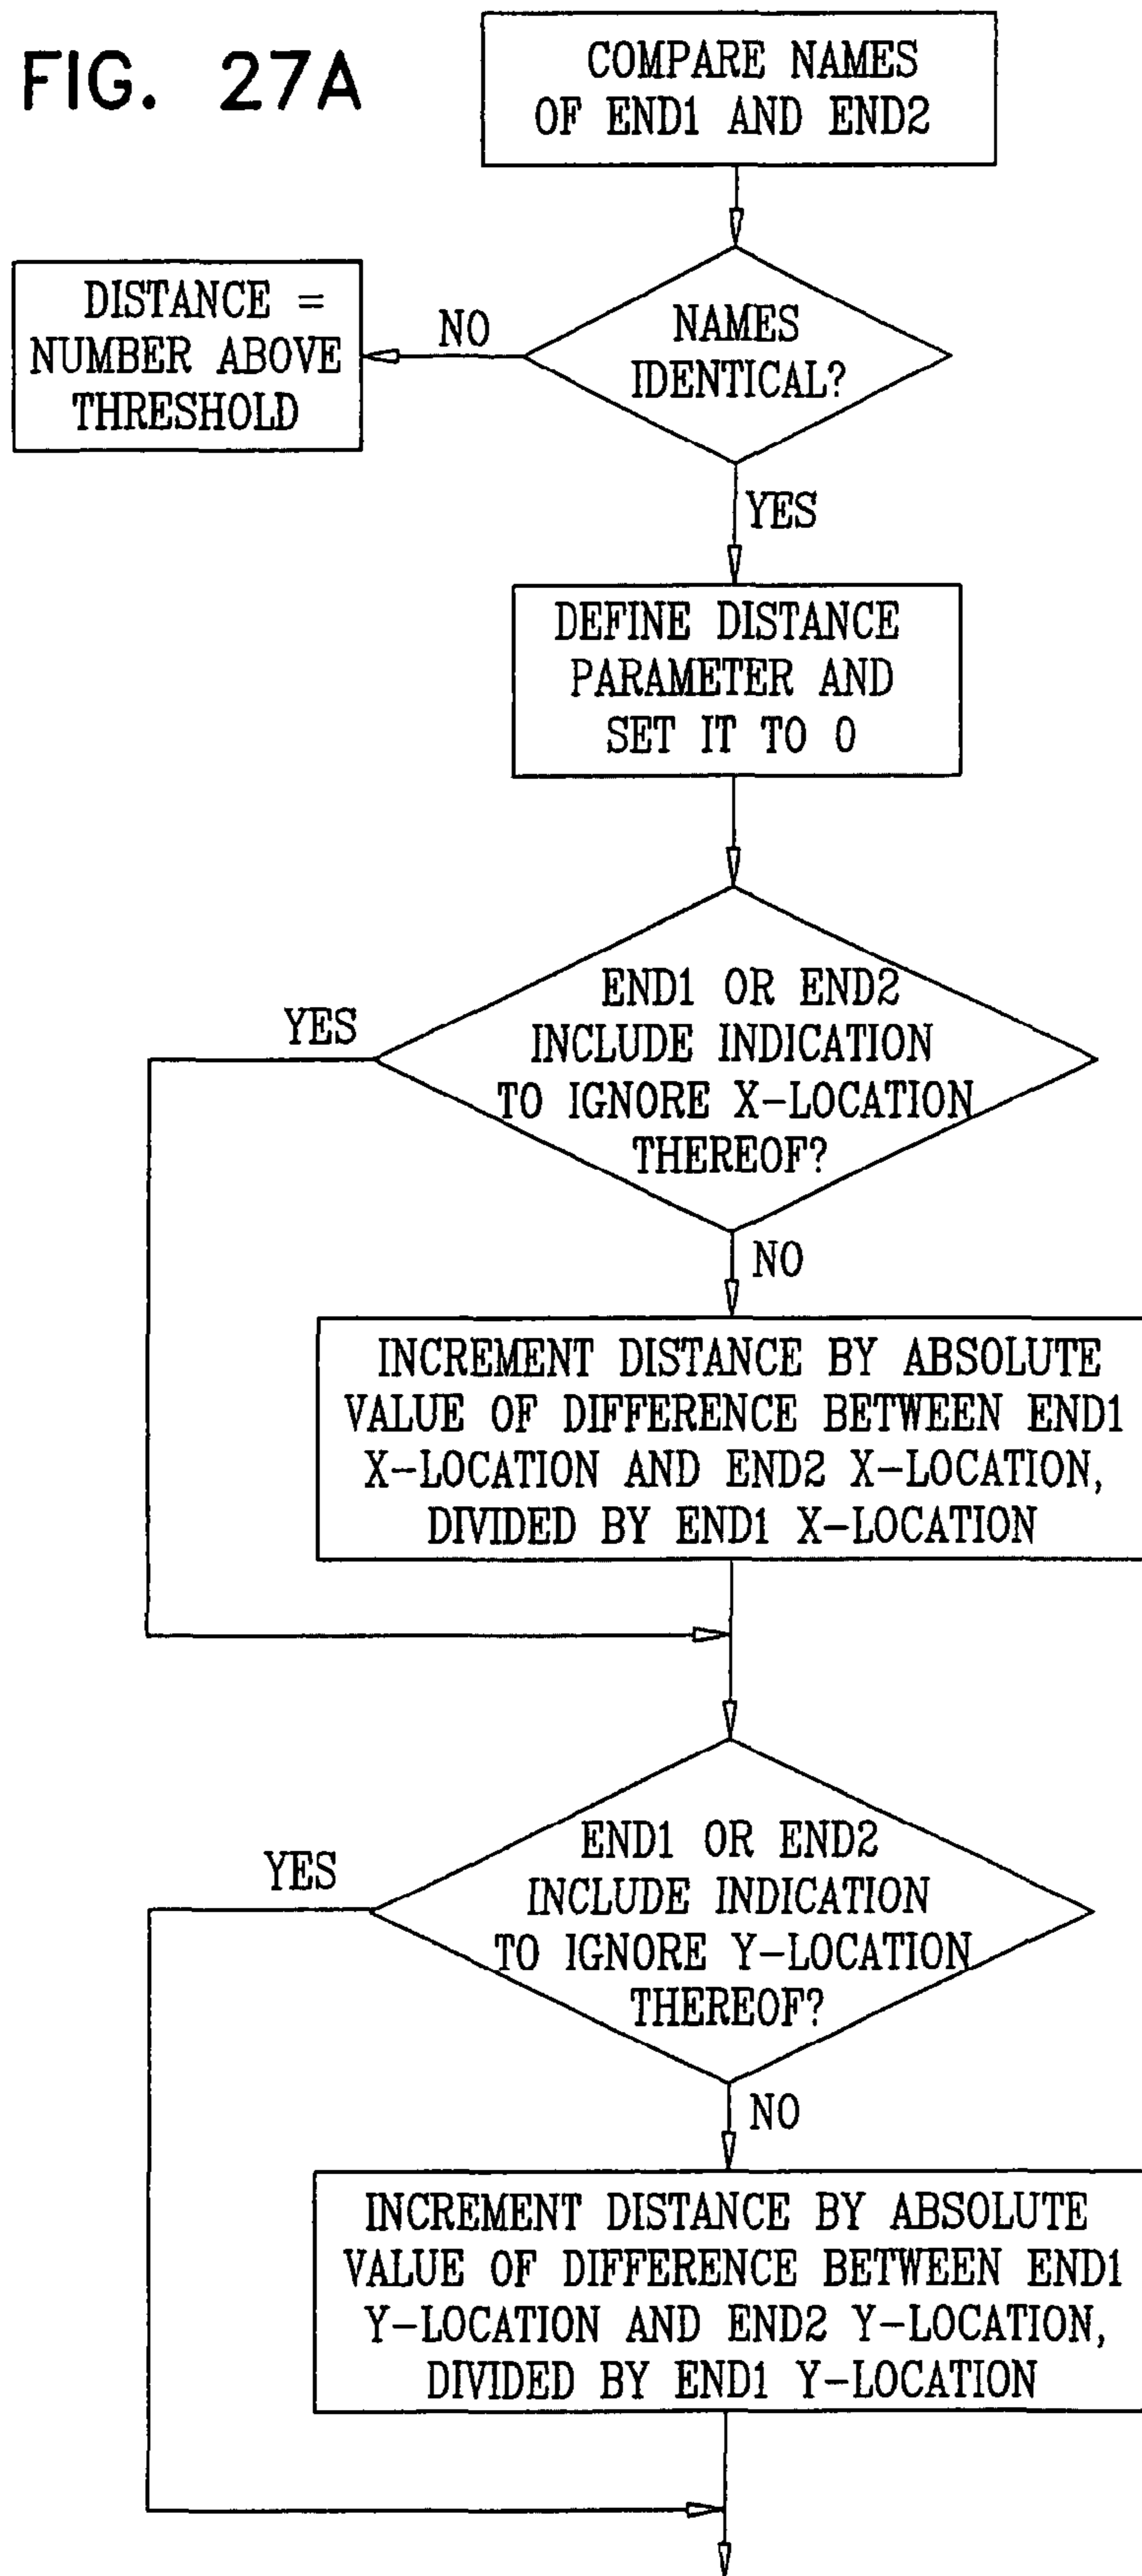 FIG. 27A
COMPARE NAMES
OF END1 AND END2
NAMES
IDENTICAL?
NO
DISTANCE =
NUMBER ABOVE
THRESHOLD
YES
DEFINE DISTANCE
PARAMETER AND
SET IT TO 0
END1 OR END2
INCLUDE INDICATION
TO IGNORE X-LOCATION
THEREOF?
YES
NO
INCREMENT DISTANCE BY ABSOLUTE
VALUE OF DIFFERENCE BETWEEN END1
X-LOCATION AND END2 X-LOCATION,
DIVIDED BY END1 X-LOCATION
END1 OR END2
INCLUDE INDICATION
TO IGNORE Y-LOCATION
THEREOF?
YES
NO
INCREMENT DISTANCE BY ABSOLUTE
VALUE OF DIFFERENCE BETWEEN END1
Y-LOCATION AND END2 Y-LOCATION,
DIVIDED BY END1 Y-LOCATION